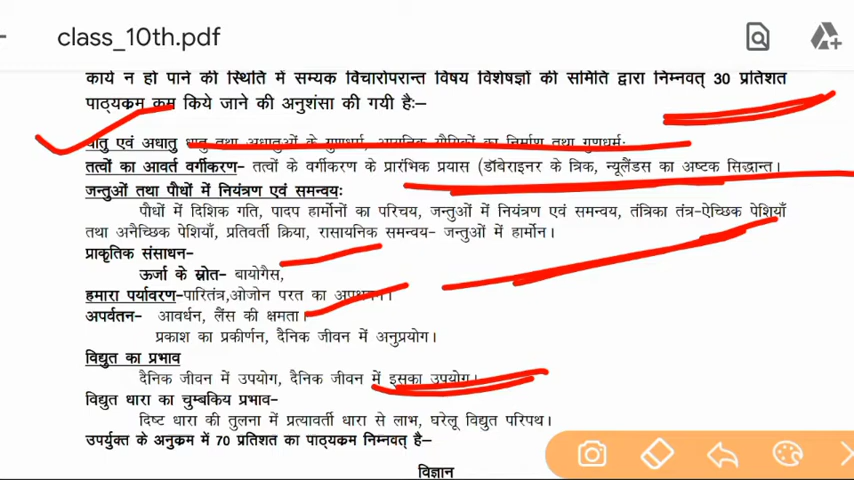 class_10th.pdf
कार्य न हो पाने की स्थिति में सम्यक विचारोपरान्त विषय विशेषज्ञों की समिति द्वारा निम्नवत् 30 प्रतिशत
पाठ्यक्रम कम किये जाने की अनुशंसा की गयी है:–
धातु एवं अधातु धातु तथा अधातुओं के गुणधर्म, आयनिक यौगिकों का निर्माण तथा गुणधर्म:
तत्वों का आवर्त वर्गीकरण- तत्वों के वर्गीकरण के प्रारंभिक प्रयास (डॉबेराइनर के त्रिक, न्यूलैंडस का अष्टक सिद्धान्त।
जन्तुओं तथा पौधों में नियंत्रण एवं समन्वय:
पौधों में दिशिक गति, पादप हार्मोनों का परिचय, जन्तुओं में नियंत्रण एवं समन्वय, तंत्रिका तंत्र-ऐच्छिक पेशियाँ
तथा अनैच्छिक पेशियाँ, प्रतिवर्ती क्रिया, रासायनिक समन्वय- जन्तुओं में हार्मोन।
प्राकृतिक संसाधन-
ऊर्जा के स्रोत- बायोगैस,
हमारा पर्यावरण-पारितंत्र,ओजोन परत का अपक्षयन।
अपर्वतन- आवर्धन, लैंस की क्षमता।
प्रकाश का प्रकीर्णन, दैनिक जीवन में अनुप्रयोग।
विद्युत का प्रभाव
दैनिक जीवन में उपयोग, दैनिक जीवन में इसका उपयोग।
विद्युत धारा का चुम्बकिय प्रभाव-
दिष्ट धारा की तुलना में प्रत्यावर्ती धारा से लाभ, घरेलू विद्युत परिपथ।
उपर्युक्त के अनुक्रम में 70 प्रतिशत का पाठ्यक्रम निम्नवत् है–
विज्ञान